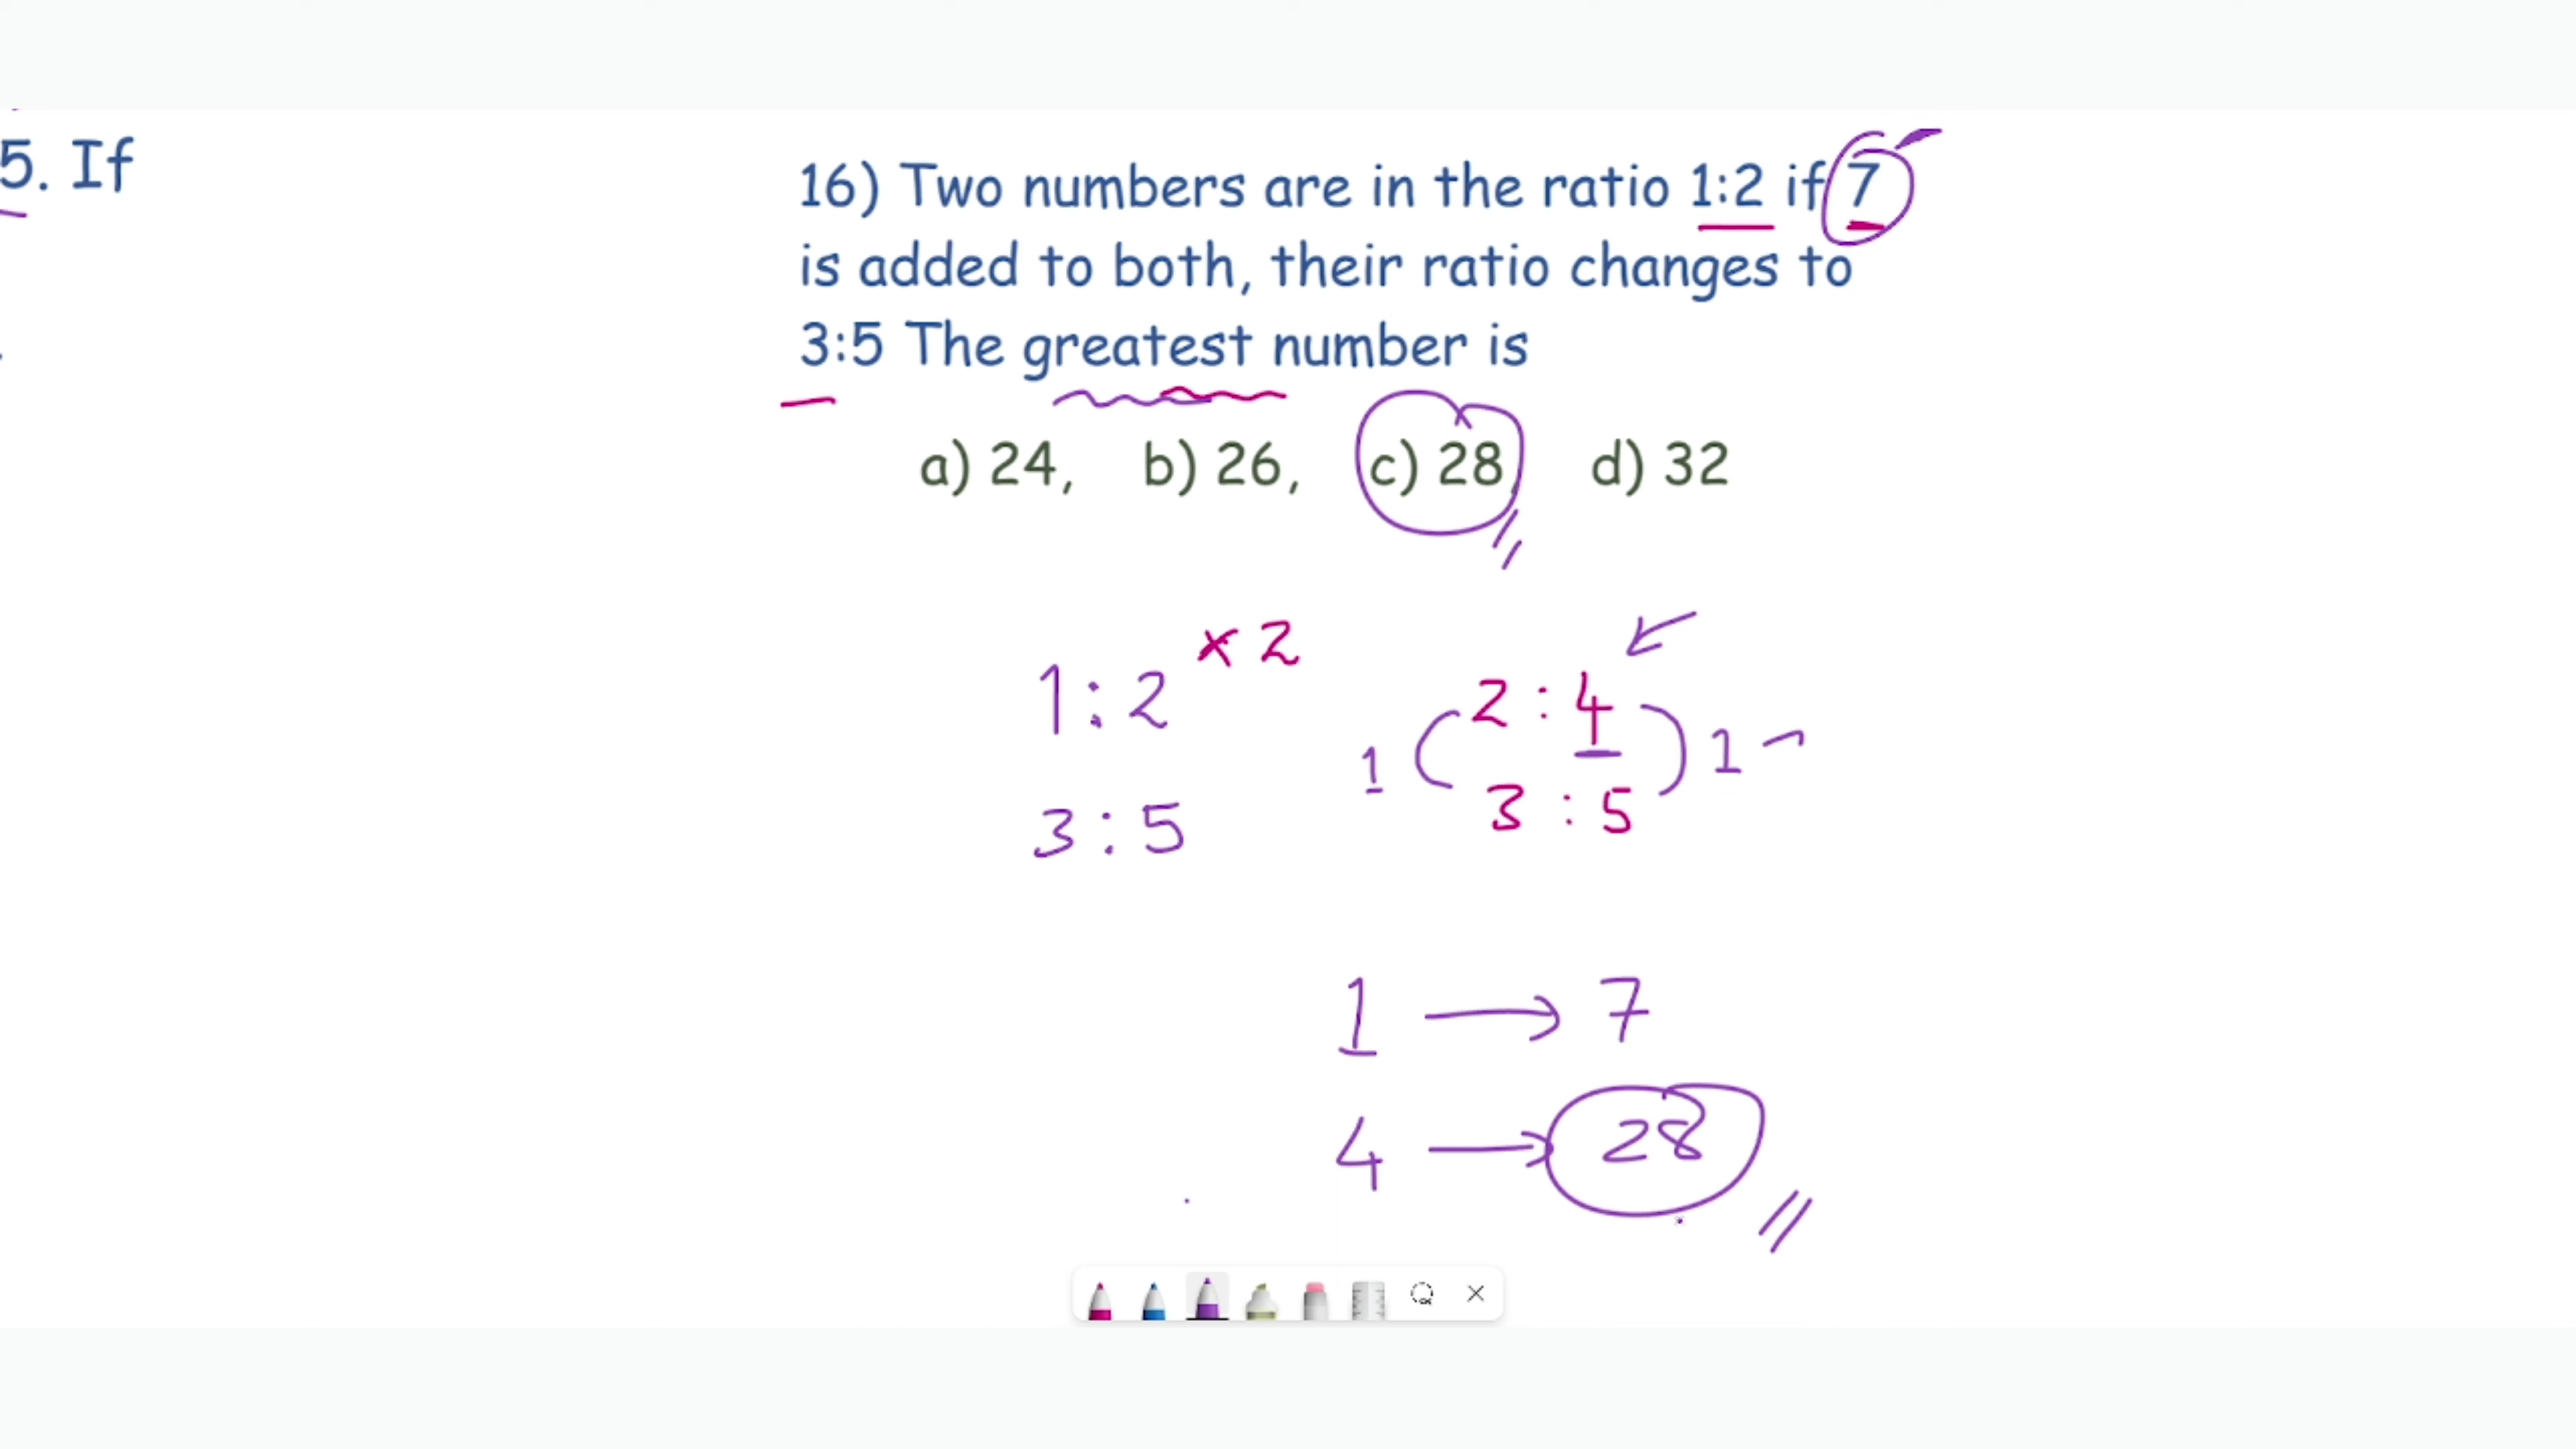 5. If
16) Two numbers are in the ratio 1:2 if 7
is added to both, their ratio changes to
3:5 The greatest number is
a) 24, b) 26, c) 28, d) 32
1:2 ×2
3:5
2:4
1 ( ) 1
3:5
1 → 7
4 → 28